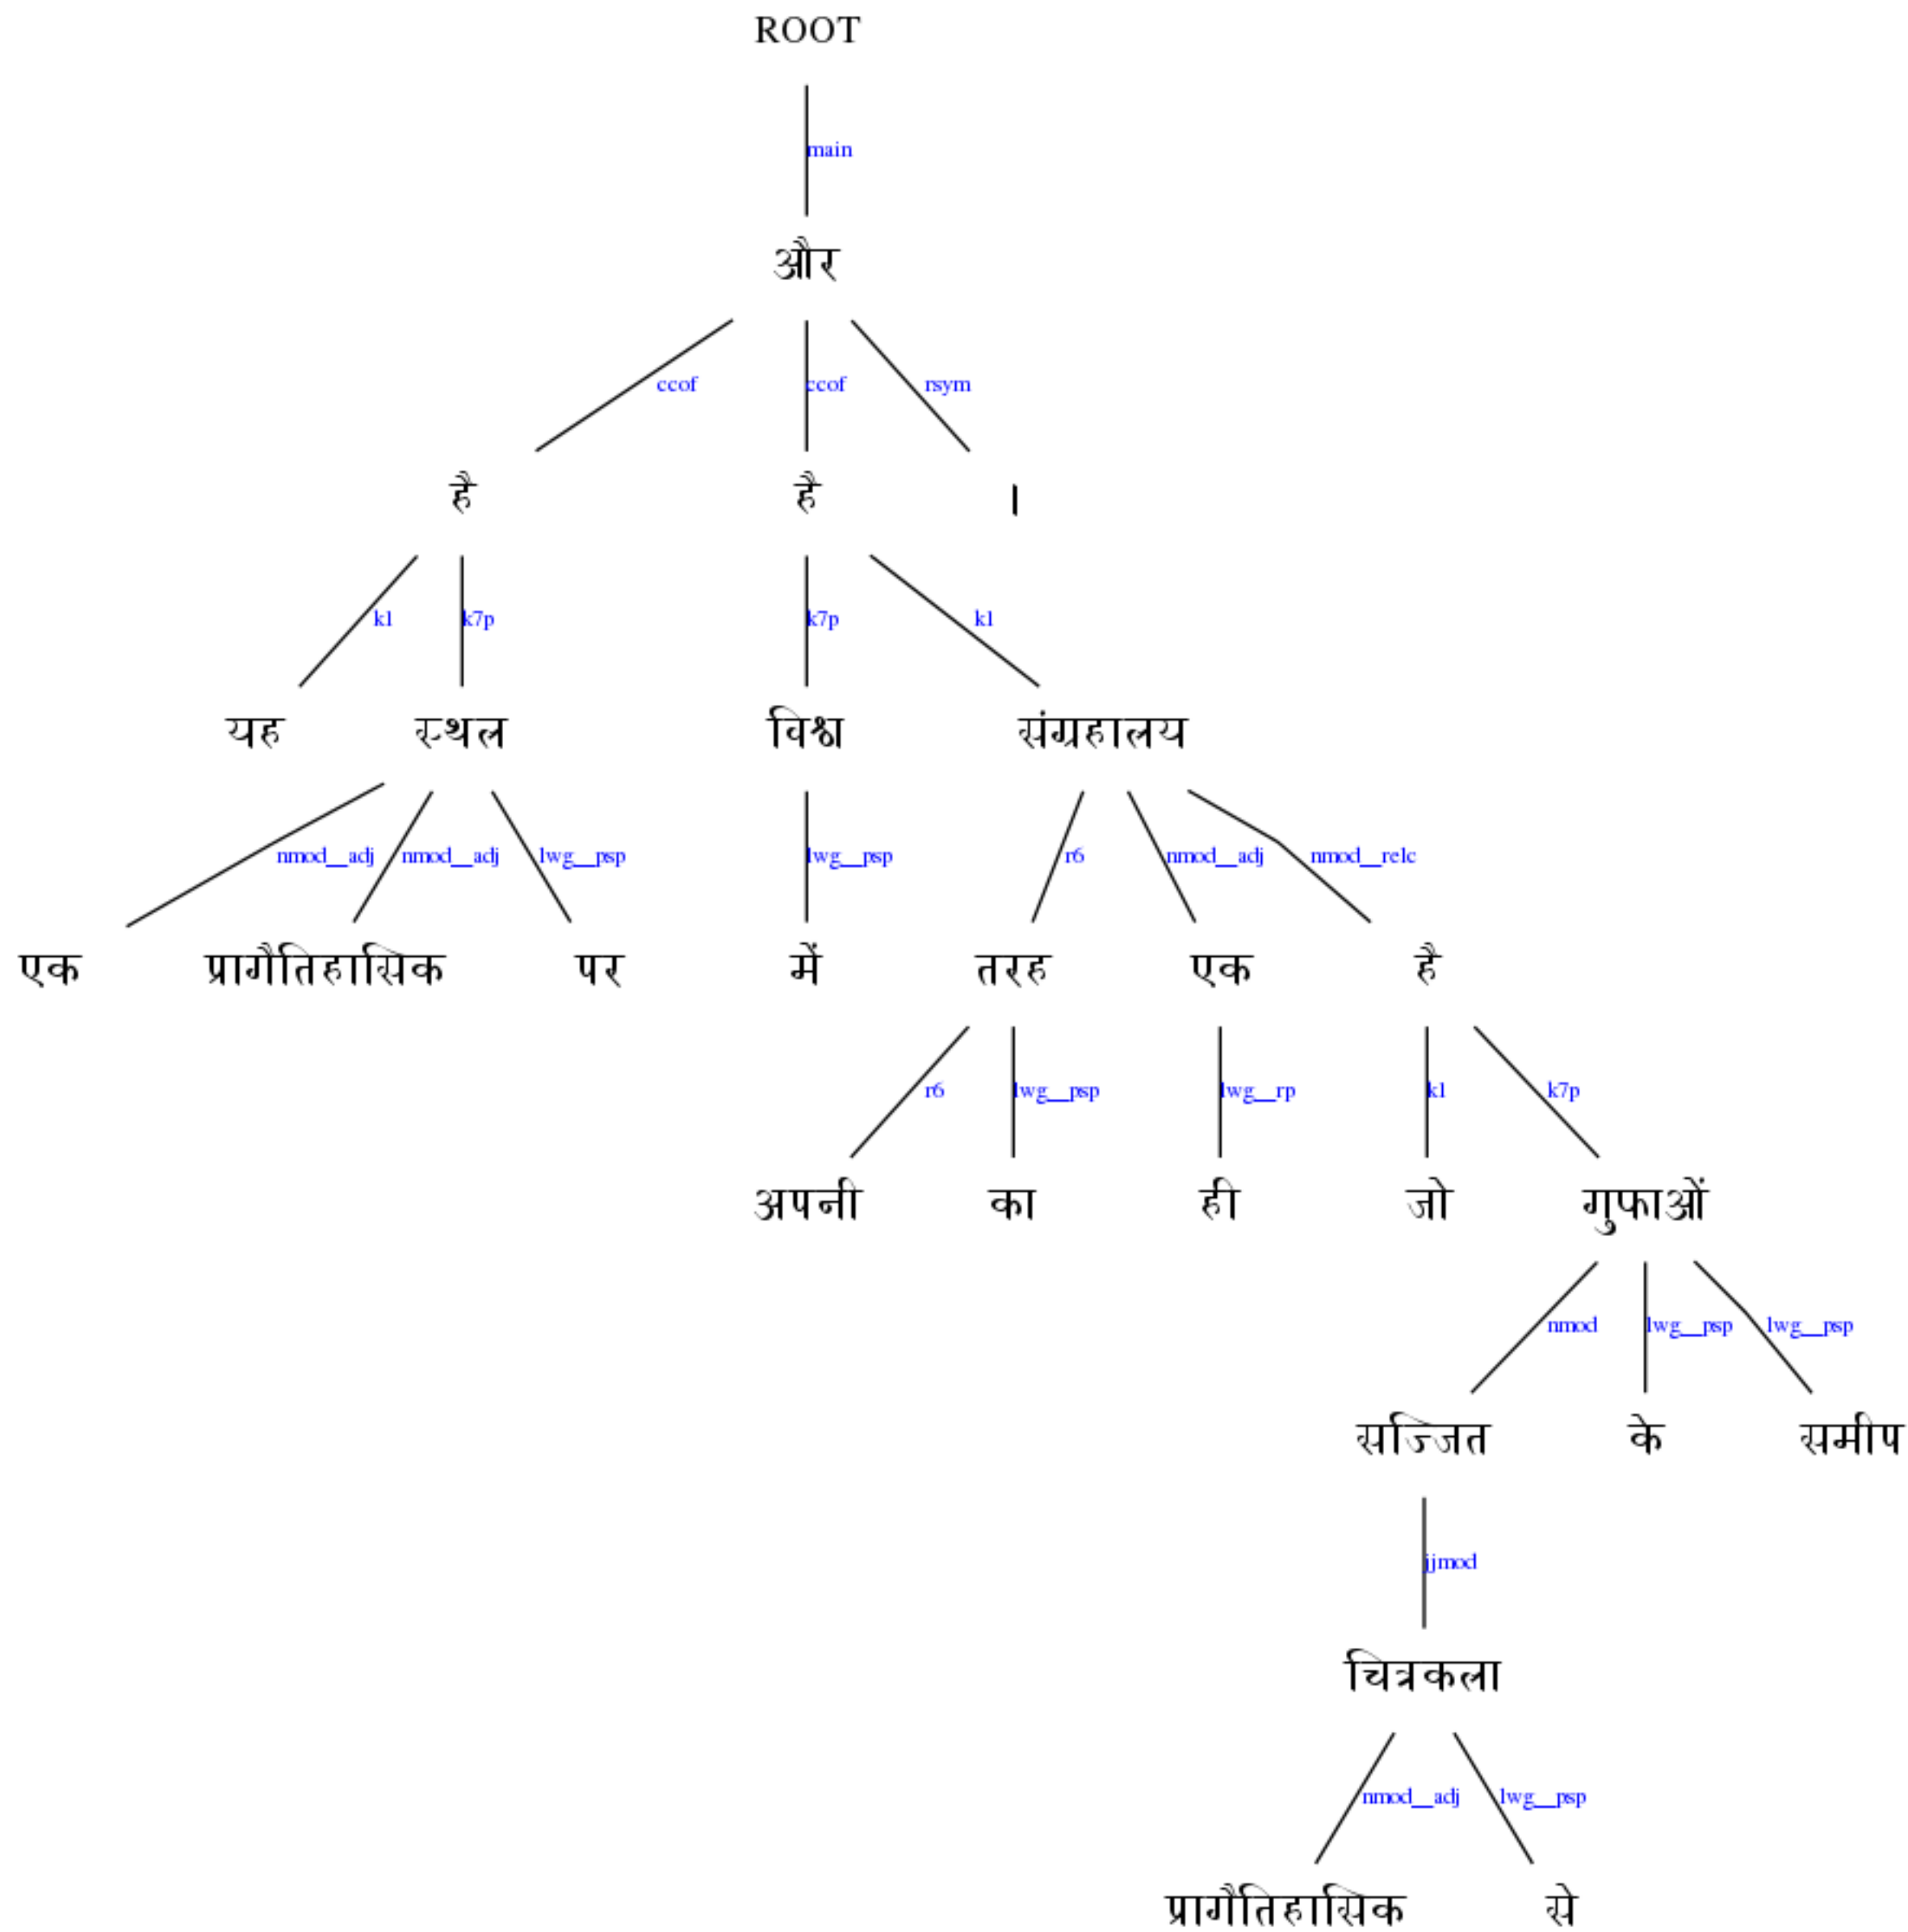 ROOT
main
और
ccof ccof rsym
है है ।
k1 k7p k7p k1
यह स्थल विश्व संग्रहालय
nmod__adj nmod__adj lwg__psp lwg__psp r6 nmod__adj nmod__relc
एक प्रागैतिहासिक पर में तरह एक है
r6 lwg__psp lwg__rp k1 k7p
अपनी का ही जो गुफाओं
nmod lwg__psp lwg__psp
सज्जित के समीप
jjmod
चित्रकला
nmod__adj lwg__psp
प्रागैतिहासिक से